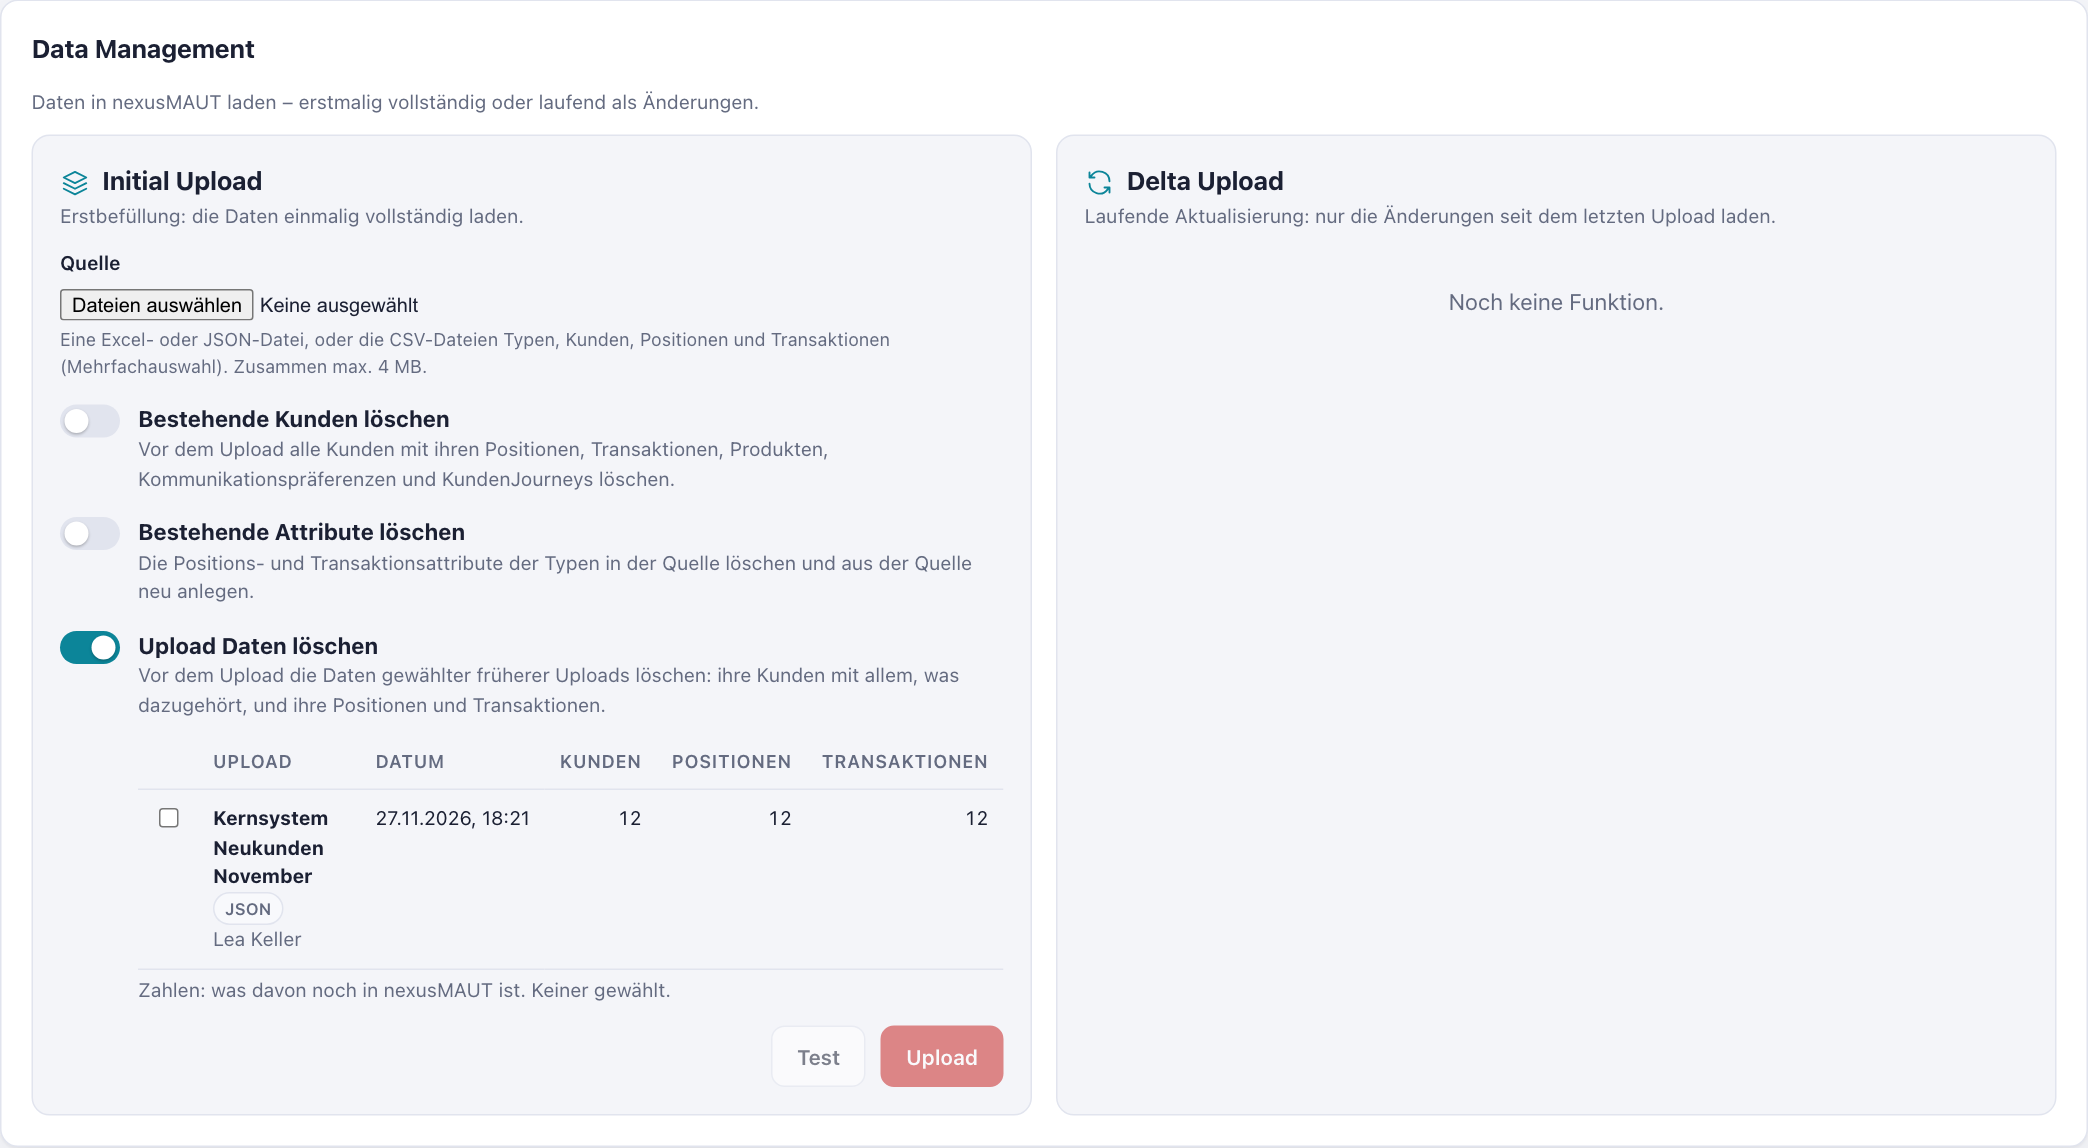 Data Management
Daten in nexusMAUT laden – erstmalig vollständig oder laufend als Änderungen.
Initial Upload
Erstbefüllung: die Daten einmalig vollständig laden.
Quelle
Dateien auswählen Keine ausgewählt
Eine Excel- oder JSON-Datei, oder die CSV-Dateien Typen, Kunden, Positionen und Transaktionen
(Mehrfachauswahl). Zusammen max. 4 MB.
Bestehende Kunden löschen
Vor dem Upload alle Kunden mit ihren Positionen, Transaktionen, Produkten,
Kommunikationspräferenzen und KundenJourneys löschen.
Bestehende Attribute löschen
Die Positions- und Transaktionsattribute der Typen in der Quelle löschen und aus der Quelle
neu anlegen.
Upload Daten löschen
Vor dem Upload die Daten gewählter früherer Uploads löschen: ihre Kunden mit allem, was
dazugehört, und ihre Positionen und Transaktionen.
UPLOAD DATUM KUNDEN POSITIONEN TRANSAKTIONEN
Kernsystem 27.11.2026, 18:21 12 12 12
Neukunden
November
JSON
Lea Keller
Zahlen: was davon noch in nexusMAUT ist. Keiner gewählt.
Test Upload
Delta Upload
Laufende Aktualisierung: nur die Änderungen seit dem letzten Upload laden.
Noch keine Funktion.